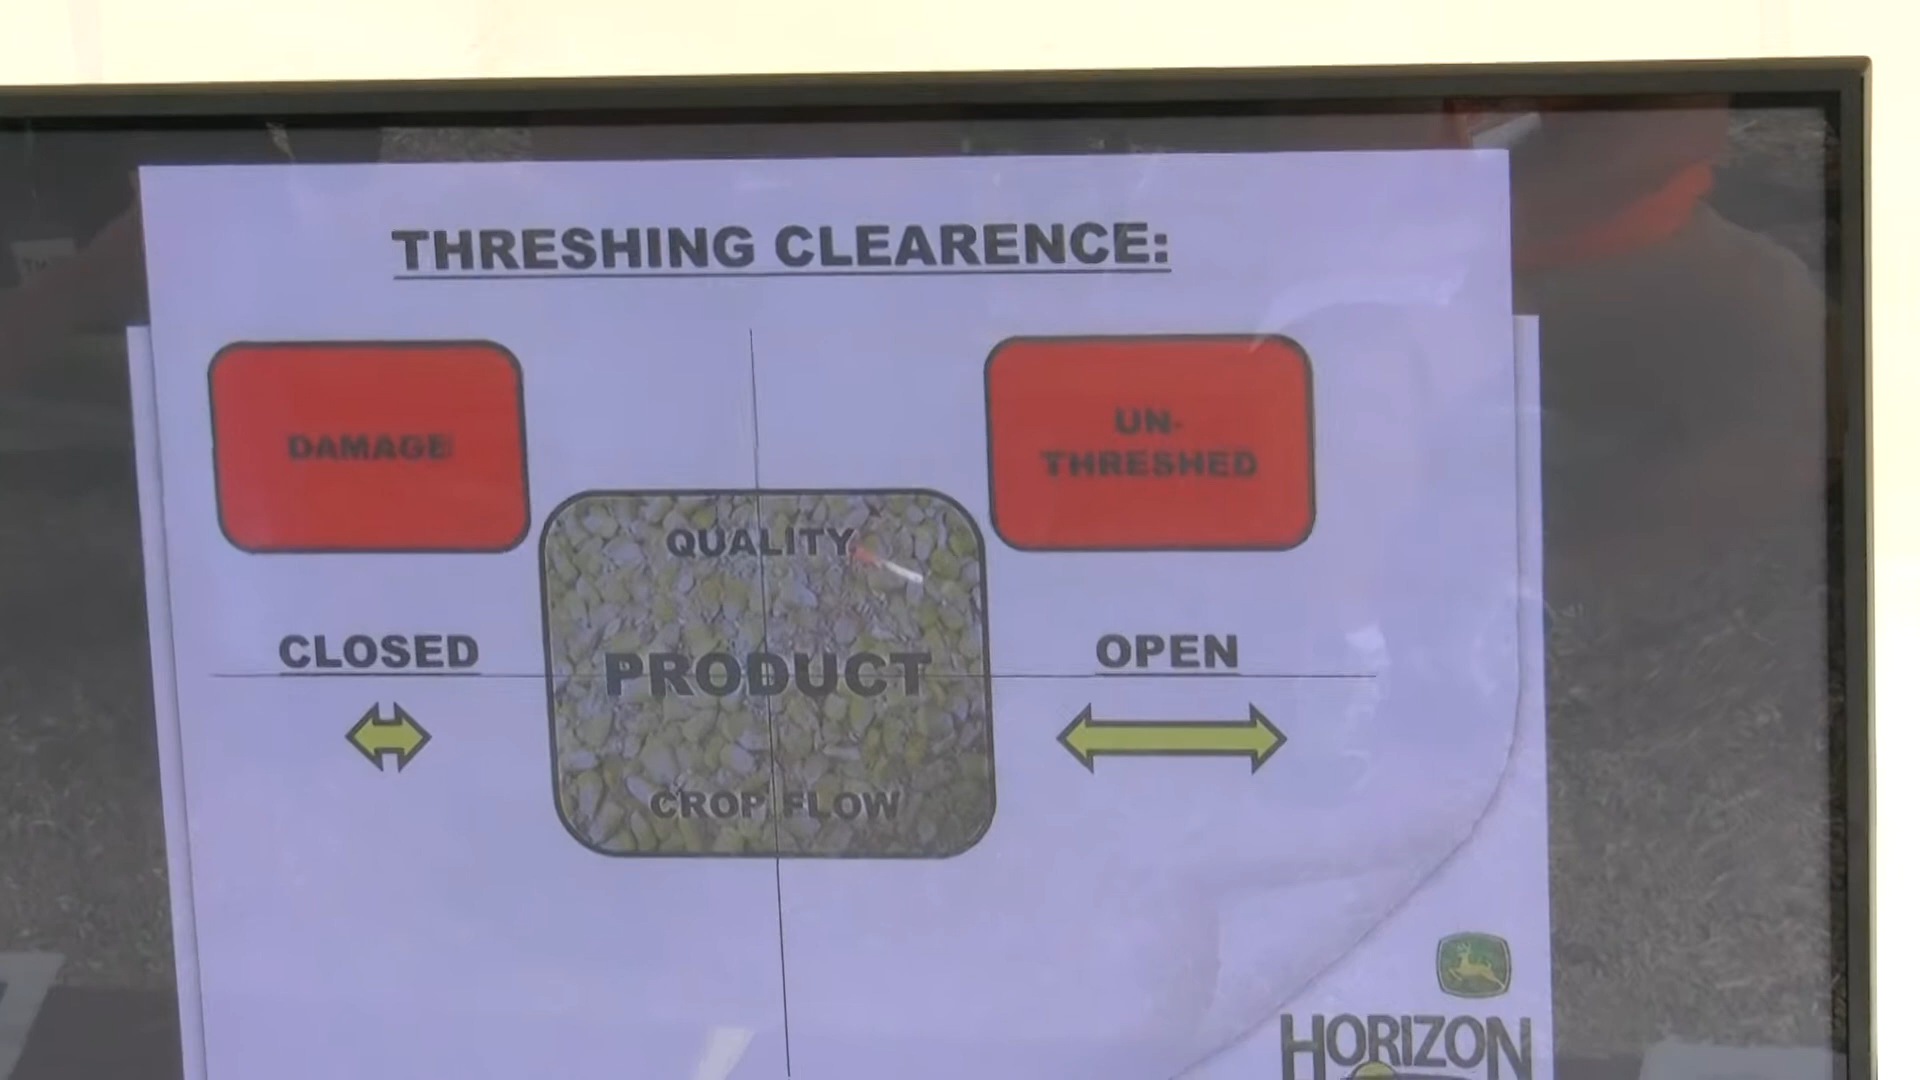 THRESHING CLEARENCE:
DAMAGE
UN-
THRESHED
QUALITY
CLOSED
PRODUCT
OPEN
CROP FLOW
HORIZON